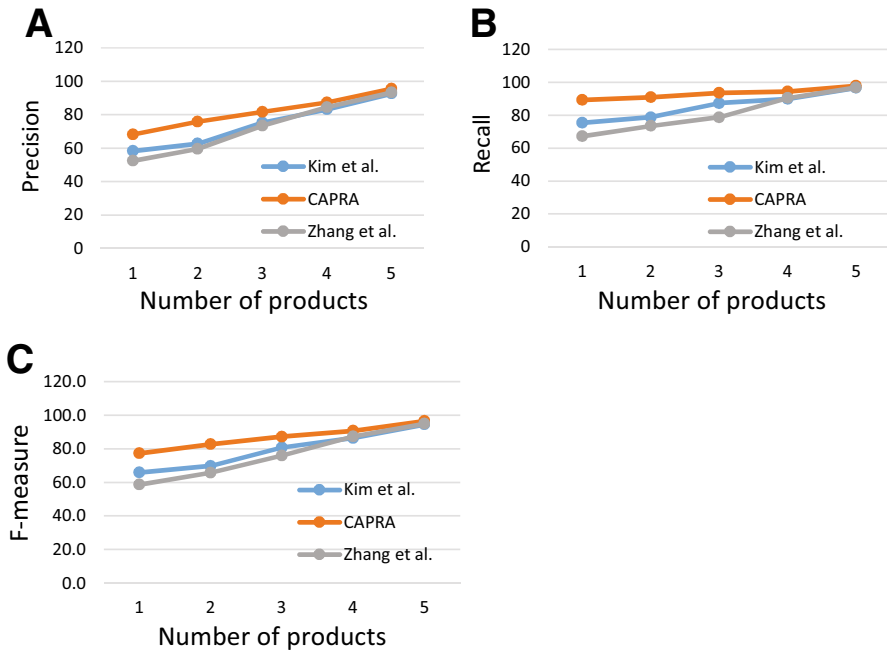 A
120
100
80
60
40
20
0
Precision
Kim et al.
CAPRA
Zhang et al.
1 2 3 4 5
Number of products
B
120
100
80
60
40
20
0
Recall
Kim et al.
CAPRA
Zhang et al.
1 2 3 4 5
Number of products
C
120.0
100.0
80.0
60.0
40.0
20.0
0.0
F-measure
Kim et al.
CAPRA
Zhang et al.
1 2 3 4 5
Number of products